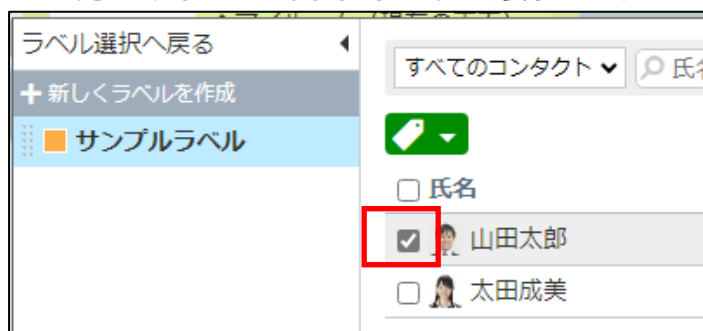 ラベル選択へ戻る
新しくラベルを作成
サンプルラベル
すべてのコンタクト
氏名
山田太郎
太田成美